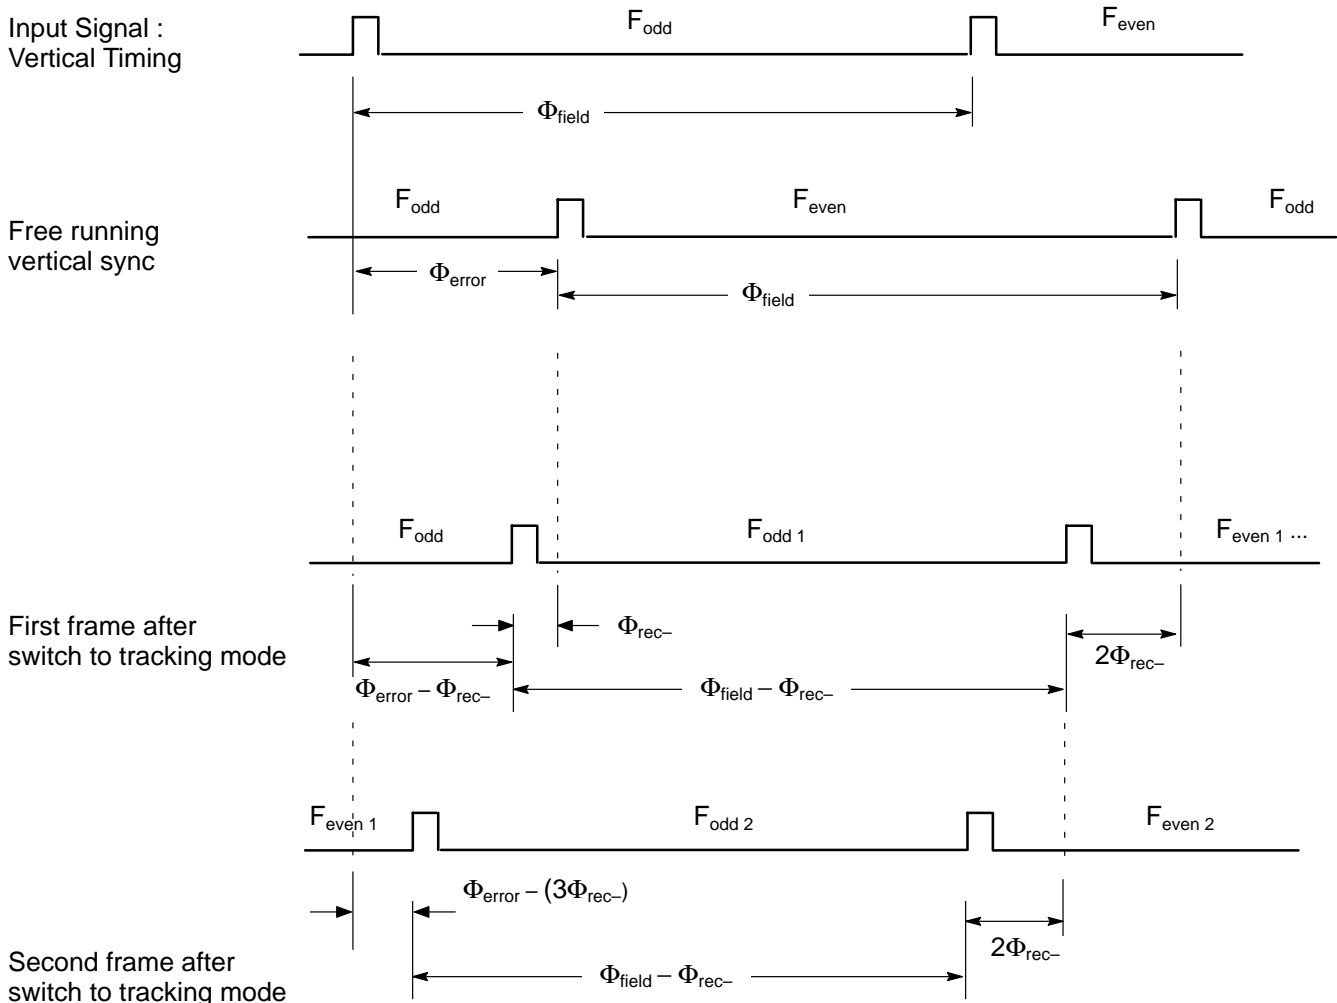 Input Signal :
Vertical Timing
F_odd
F_even
Φ_field
Free running
vertical sync
F_odd
F_even
F_odd
Φ_error
Φ_field
F_odd
F_odd 1
F_even 1 ...
First frame after
switch to tracking mode
Φ_rec–
2Φ_rec–
Φ_error – Φ_rec–
Φ_field – Φ_rec–
F_even 1
F_odd 2
F_even 2
Φ_error – (3Φ_rec–)
2Φ_rec–
Φ_field – Φ_rec–
Second frame after
switch to tracking mode